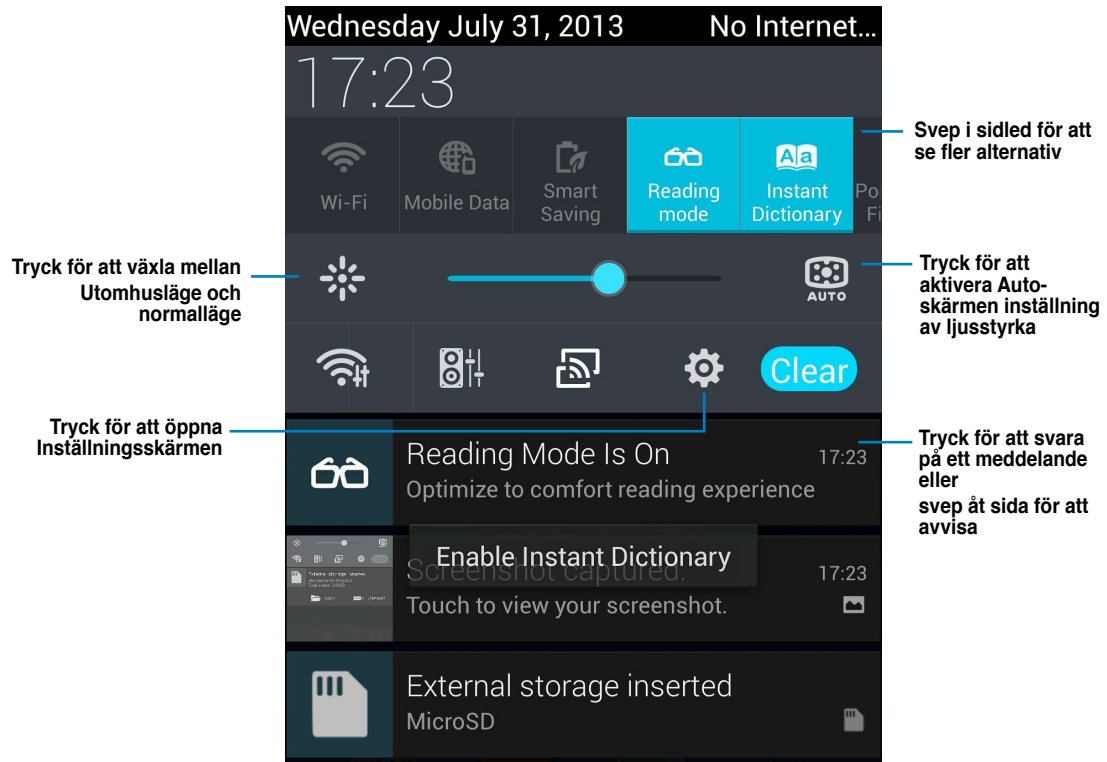 Wednesday July 31, 2013 No Internet...
17:23
Wi-Fi
Mobile Data
Smart
Saving
Reading
mode
Instant
Dictionary
Po
Fi
Svep i sidled för att
se fler alternativ
Tryck för att växla mellan
Utomhusläge och
normalläge
AUTO
Tryck för att
aktivera Auto-
skärmen inställning
av ljusstyrka
Clear
Tryck för att öppna
Inställningsskärmen
Reading Mode Is On 17:23
Optimize to comfort reading experience
Tryck för att svara
på ett meddelande
eller
svep åt sida för att
avvisa
Enable Instant Dictionary
Screenshot captured. 17:23
Touch to view your screenshot.
External storage inserted
MicroSD